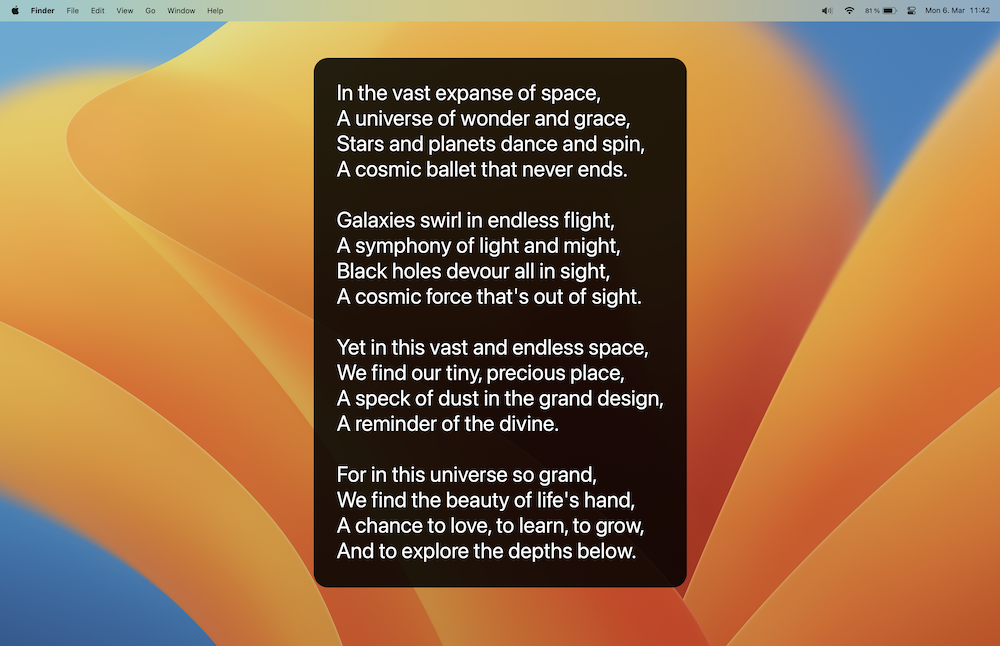 Finder File Edit View Go Window Help 81 % Mon 6. Mar 11:42
In the vast expanse of space,
A universe of wonder and grace,
Stars and planets dance and spin,
A cosmic ballet that never ends.

Galaxies swirl in endless flight,
A symphony of light and might,
Black holes devour all in sight,
A cosmic force that's out of sight.

Yet in this vast and endless space,
We find our tiny, precious place,
A speck of dust in the grand design,
A reminder of the divine.

For in this universe so grand,
We find the beauty of life's hand,
A chance to love, to learn, to grow,
And to explore the depths below.